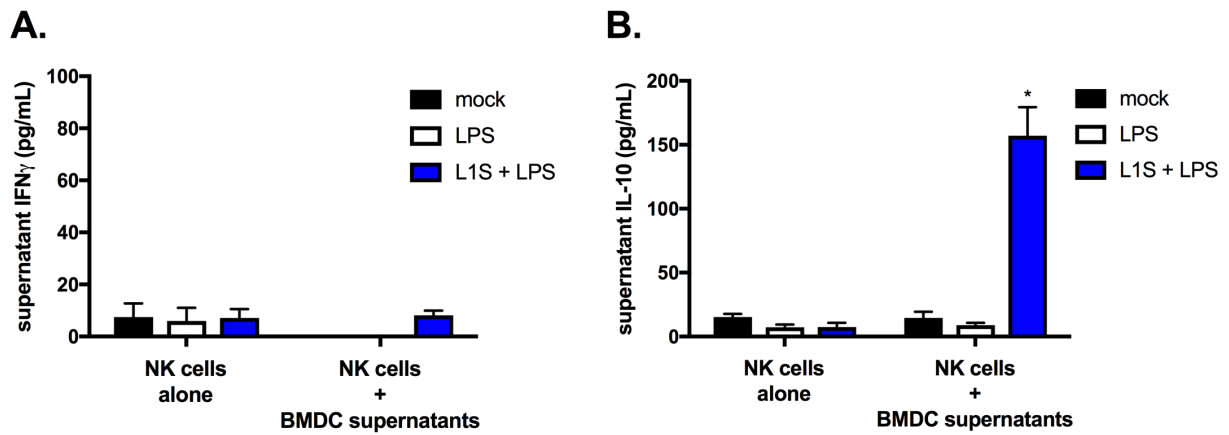 A.
supernatant IFNγ (pg/mL)
100
80
60
40
20
0
mock
LPS
L1S + LPS
NK cells
alone
NK cells
+
BMDC supernatants
B.
supernatant IL-10 (pg/mL)
200
150
100
50
0
*
mock
LPS
L1S + LPS
NK cells
alone
NK cells
+
BMDC supernatants